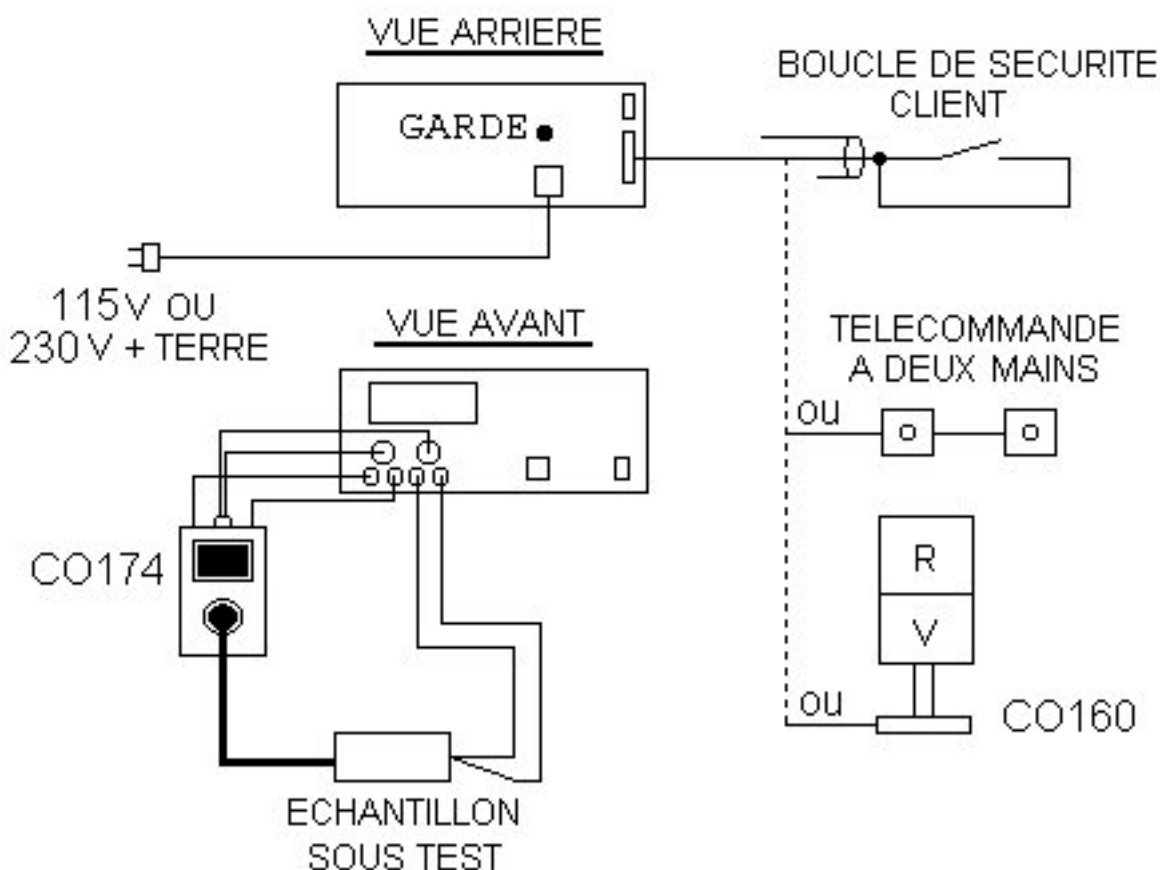 VUE ARRIERE
GARDE
BOUCLE DE SECURITE
CLIENT
115V OU
230V + TERRE
VUE AVANT
TELECOMMANDE
A DEUX MAINS
ou
CO174
R
V
ou
CO160
ECHANTILLON
SOUS TEST